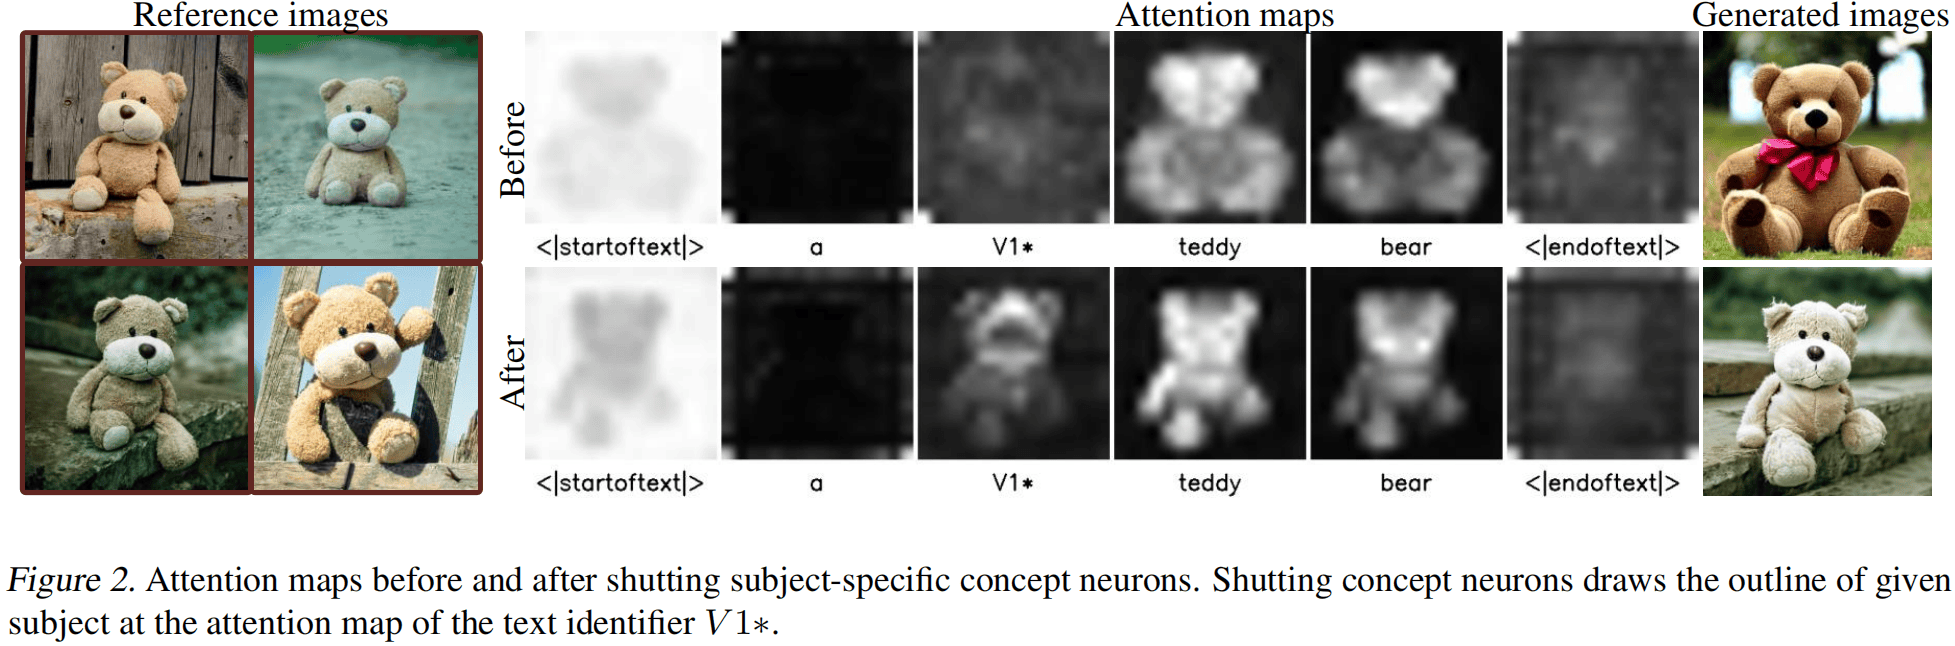 Reference images
Attention maps
Generated images
Before
<|startoftext|> a V1* teddy bear <|endoftext|>
After
<|startoftext|> a V1* teddy bear <|endoftext|>
Figure 2. Attention maps before and after shutting subject-specific concept neurons. Shutting concept neurons draws the outline of given
subject at the attention map of the text identifier V1*.